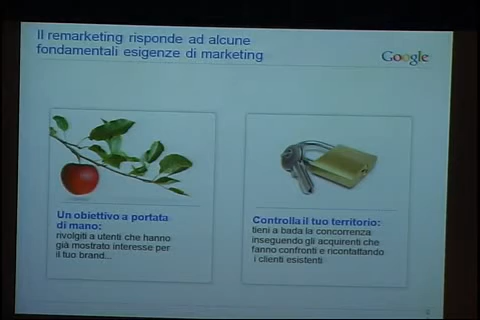 Il remarketing risponde ad alcune
fondamentali esigenze di marketing
Google
Un obiettivo a portata
di mano:
rivolgiti a utenti che hanno
già mostrato interesse per
il tuo brand...
Controlla il tuo territorio:
tieni a bada la concorrenza
inseguendo gli acquirenti che
fanno confronti e ricontattando
i clienti esistenti